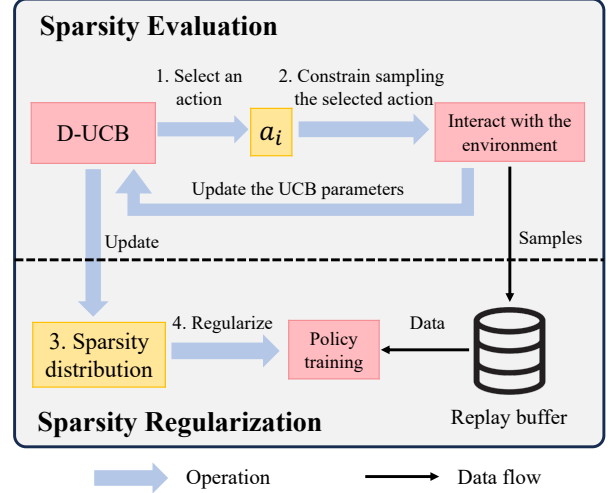 Sparsity Evaluation
1. Select an
action
2. Constrain sampling
the selected action
D-UCB
a_i
Interact with the
environment
Update the UCB parameters
Update
Samples
3. Sparsity
distribution
4. Regularize
Policy
training
Data
Replay buffer
Sparsity Regularization
Operation
Data flow